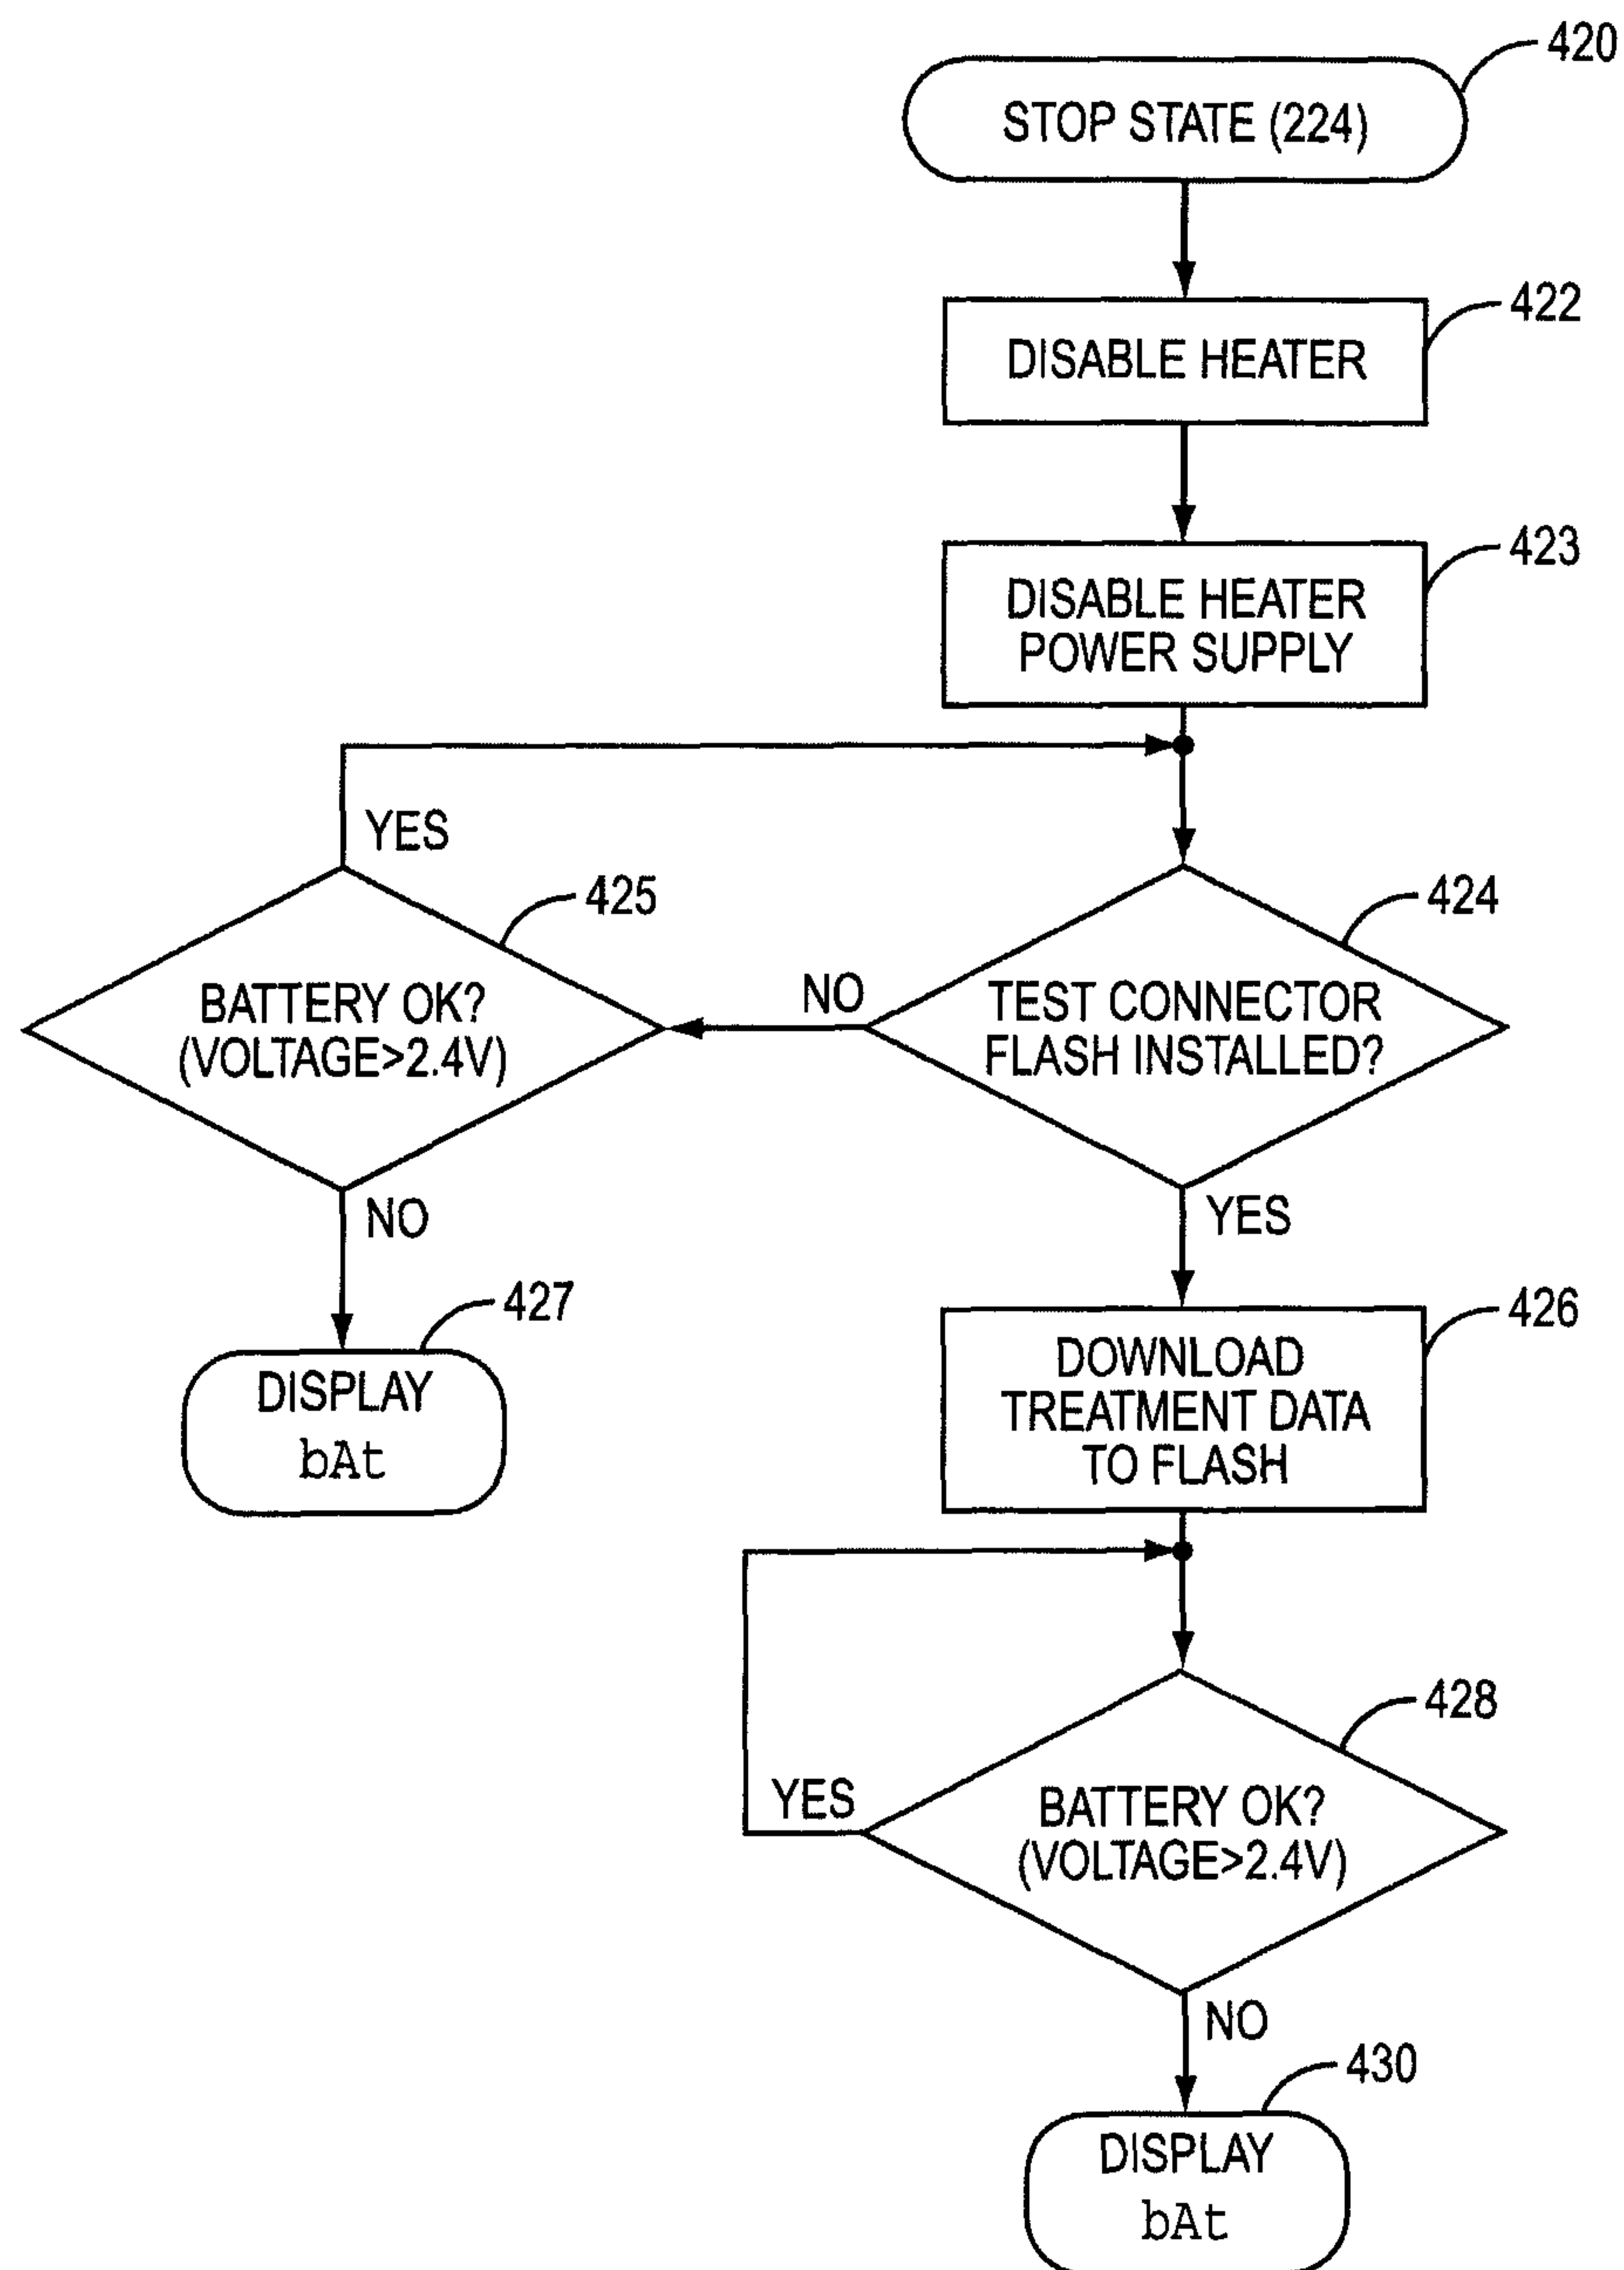 420
STOP STATE (224)
422
DISABLE HEATER
423
DISABLE HEATER
POWER SUPPLY
YES
425
424
BATTERY OK?
(VOLTAGE>2.4V)
NO
TEST CONNECTOR
FLASH INSTALLED?
NO
YES
427
DISPLAY
bAt
426
DOWNLOAD
TREATMENT DATA
TO FLASH
428
YES
BATTERY OK?
(VOLTAGE>2.4V)
NO
430
DISPLAY
bAt